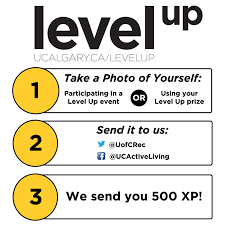 level up
UCALGARY.CA/LEVELUP
1
Take a Photo of Yourself:
Participating in a Level Up event
OR
Using your Level Up prize
2
Send it to us:
@UofCRec
@UCActiveLiving
3
We send you 500 XP!